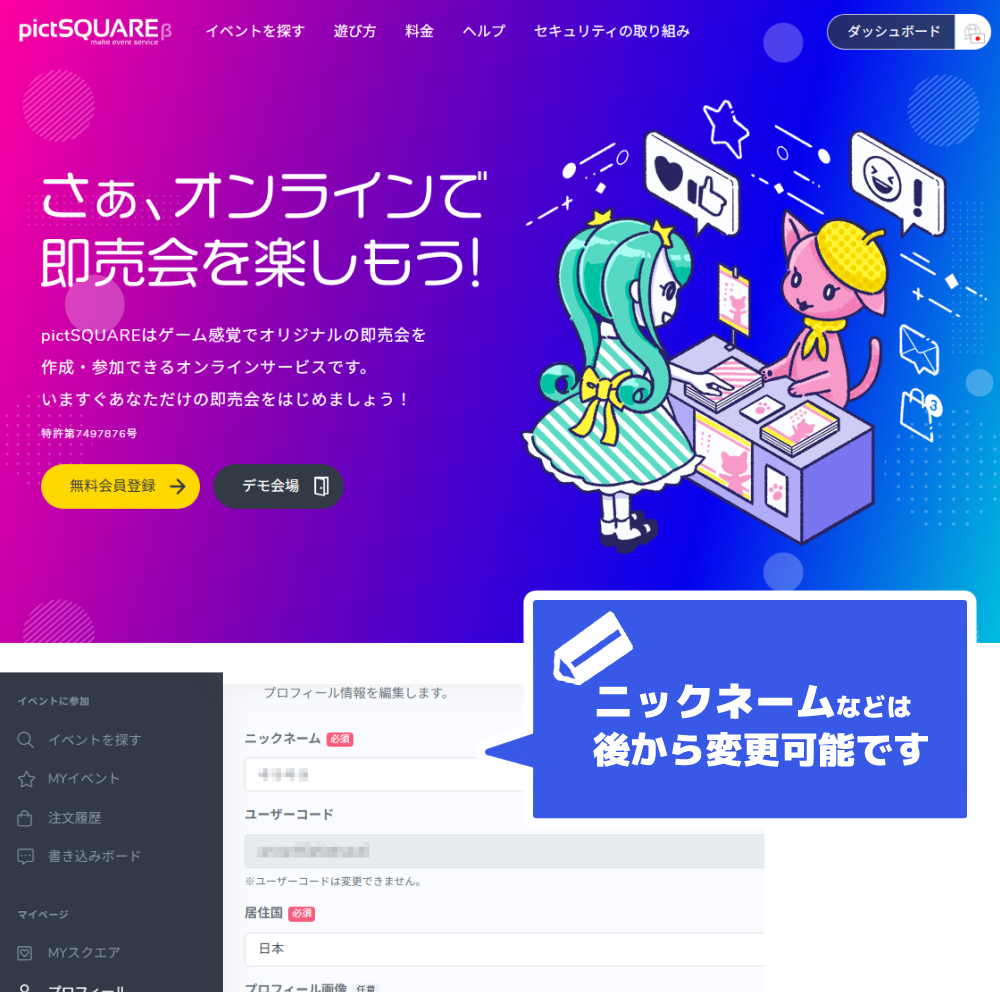 pictSQUARE β
make event service
イベントを探す 遊び方 料金 ヘルプ セキュリティの取り組み
ダッシュボード
さぁ、オンラインで
即売会を楽しもう!
pictSQUAREはゲーム感覚でオリジナルの即売会を
作成・参加できるオンラインサービスです。
いますぐあなただけの即売会をはじめましょう！
特許第7497876号
無料会員登録 デモ会場
3
ニックネームなどは
後から変更可能です
イベントに参加
イベントを探す
MYイベント
注文履歴
書き込みボード
マイページ
MYスクエア
プロフィール
プロフィール情報を編集します。
ニックネーム 必須
ユーザーコード
※ユーザーコードは変更できません。
居住国 必須
日本
プロフィール画像 任意